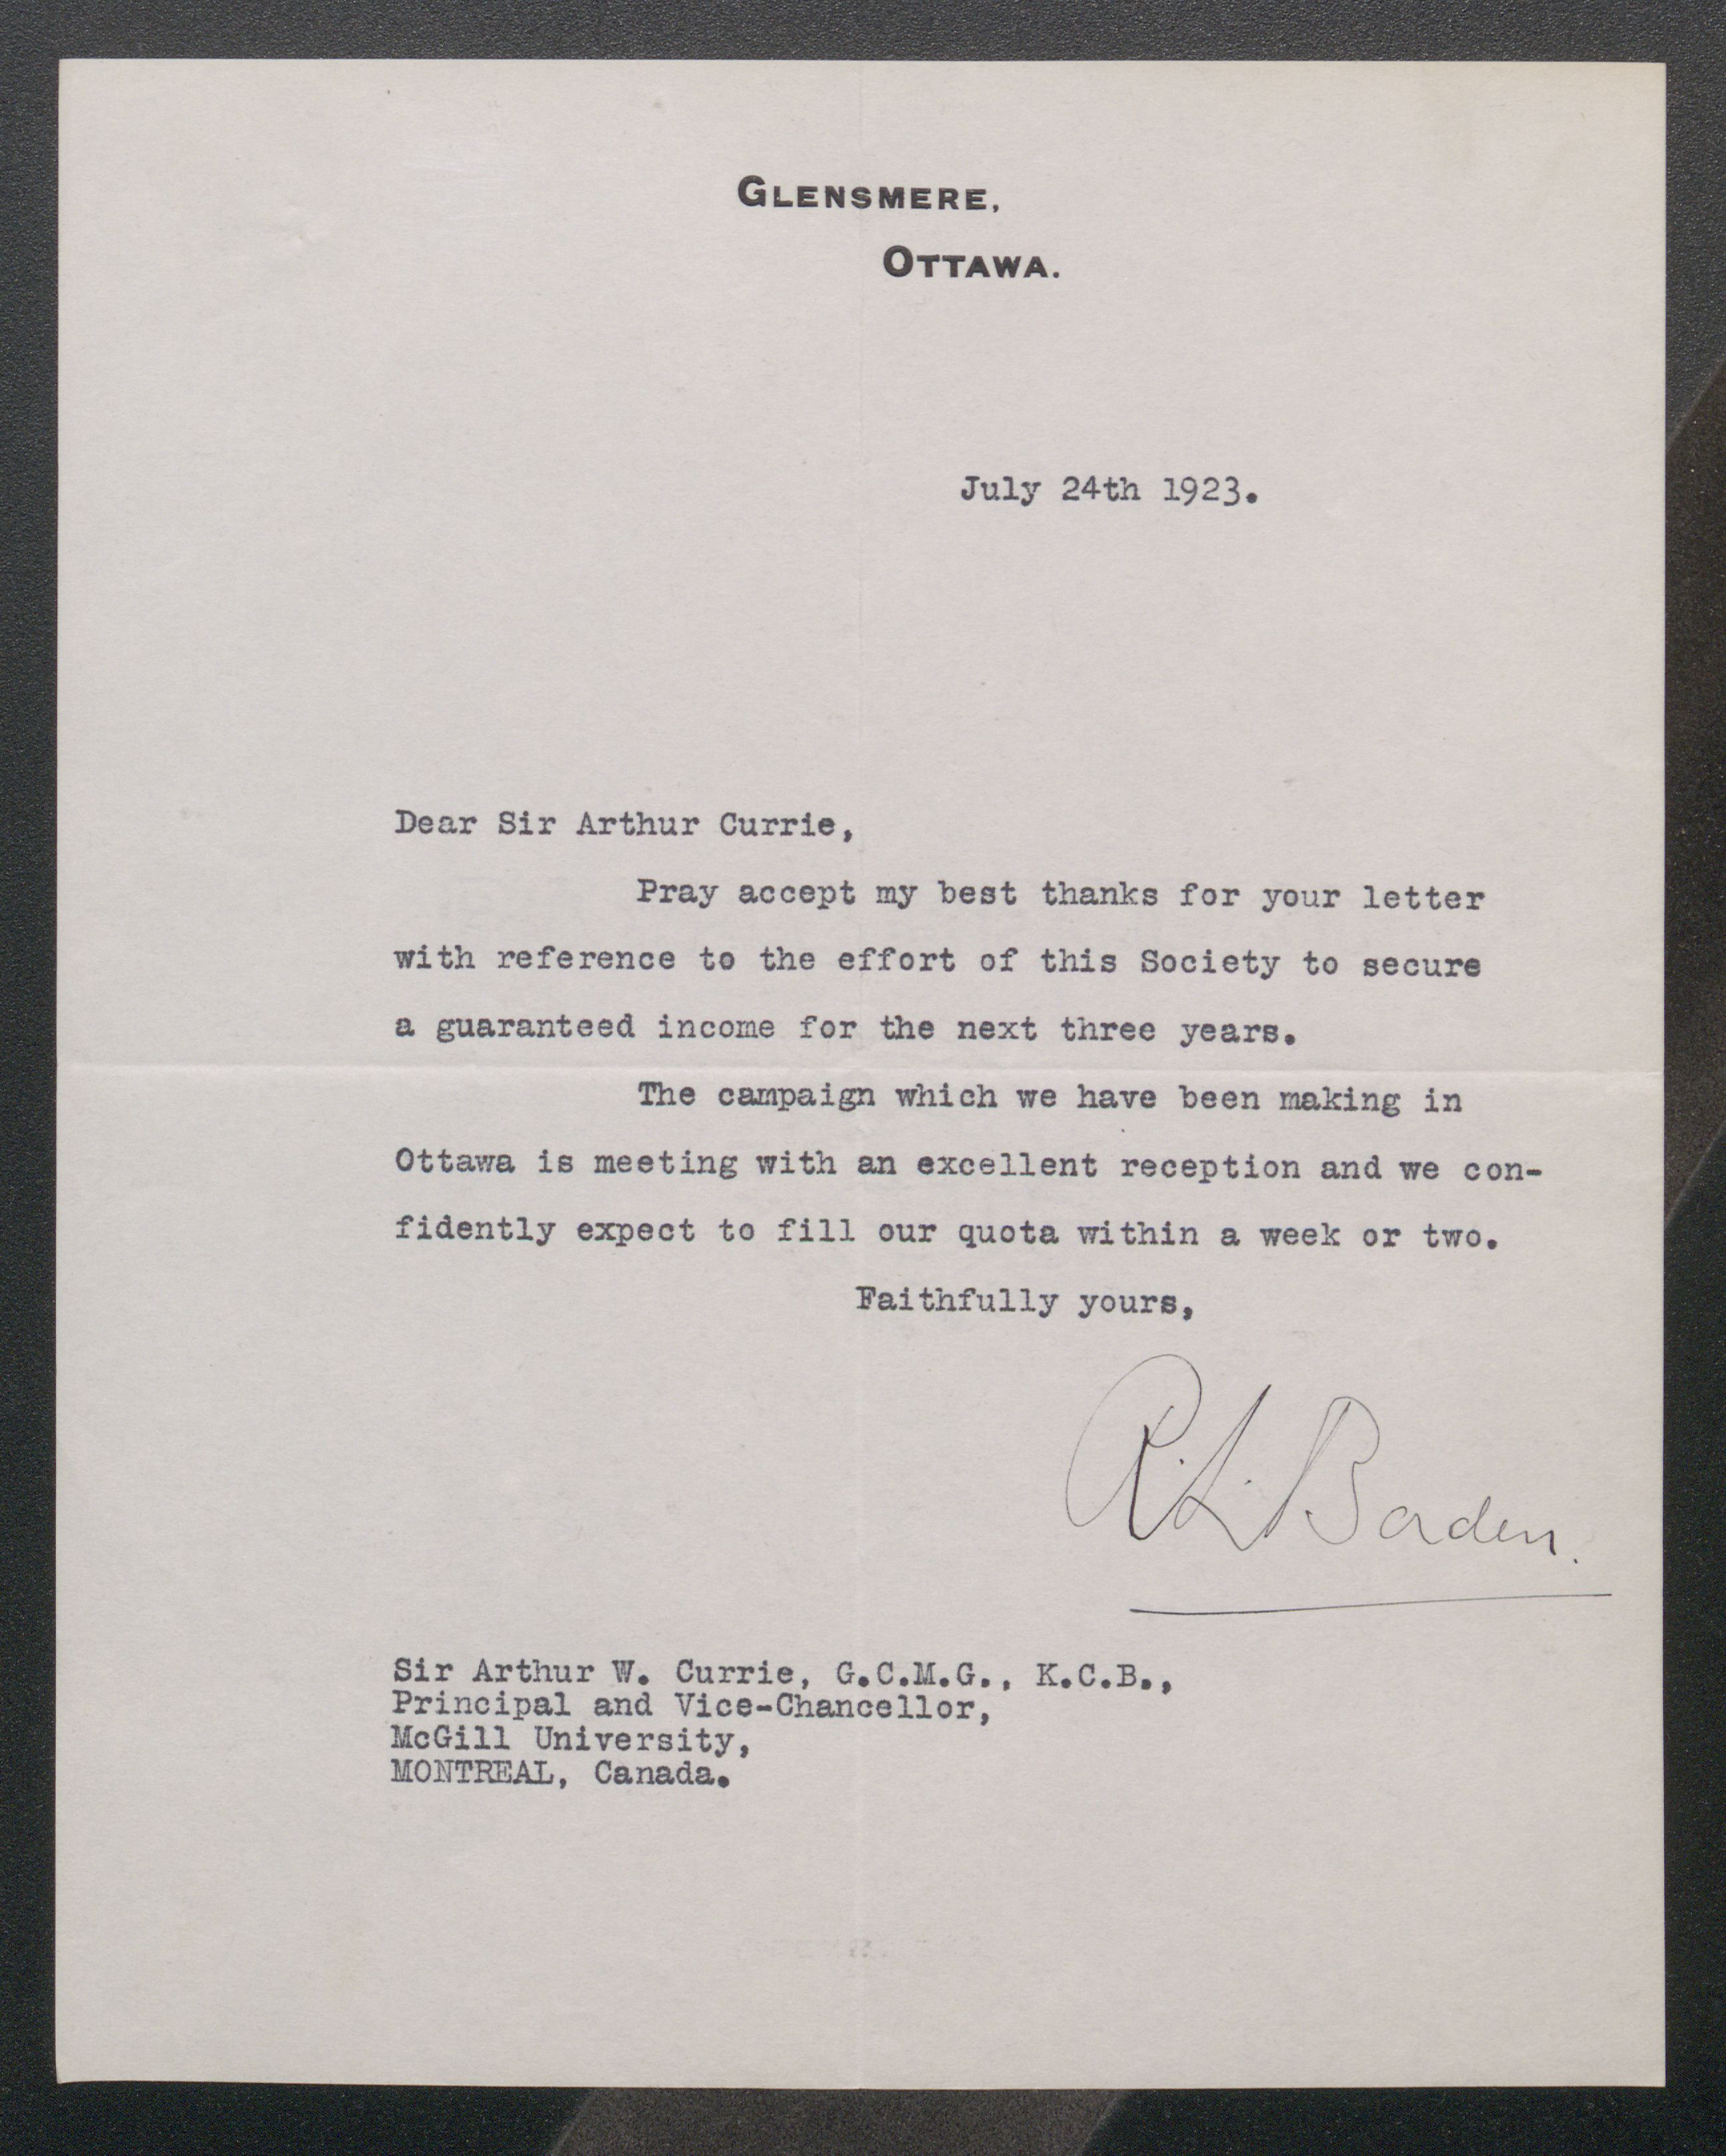 GLENSMERE,
OTTAWA.
July 24th 1923.
Dear Sir Arthur Currie,
Pray accept my best thanks for your letter
with reference to the effort of this Society to secure
a guaranteed income for the next three years.
The campaign which we have been making in
Ottawa is meeting with an excellent reception and we con-
fidently expect to fill our quota within a week or two.
Faithfully yours,
R. L. Borden.
Sir Arthur W. Currie, G.C.M.G., K.C.B.,
Principal and Vice-Chancellor,
McGill University,
MONTREAL, Canada.